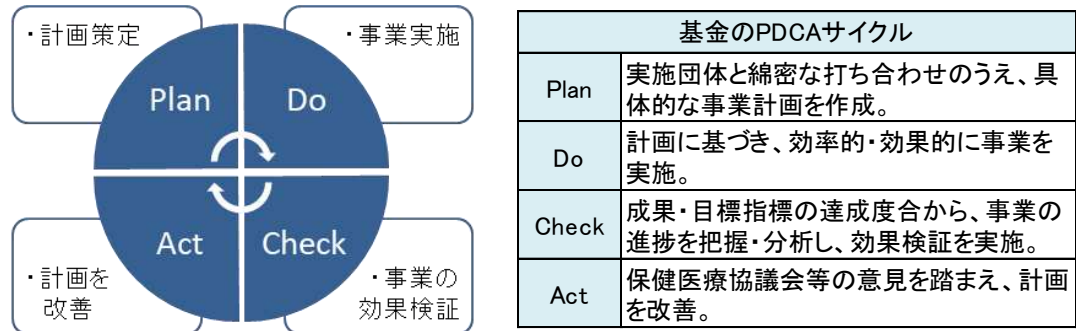 ・計画策定
・事業実施
Plan
Do
Act
Check
・計画を
改善
・事業の
効果検証
基金のPDCAサイクル
Plan
実施団体と綿密な打ち合わせのうえ、具
体的な事業計画を作成。
Do
計画に基づき、効率的・効果的に事業を
実施。
Check
成果・目標指標の達成度合から、事業の
進捗を把握・分析し、効果検証を実施。
Act
保健医療協議会等の意見を踏まえ、計画
を改善。